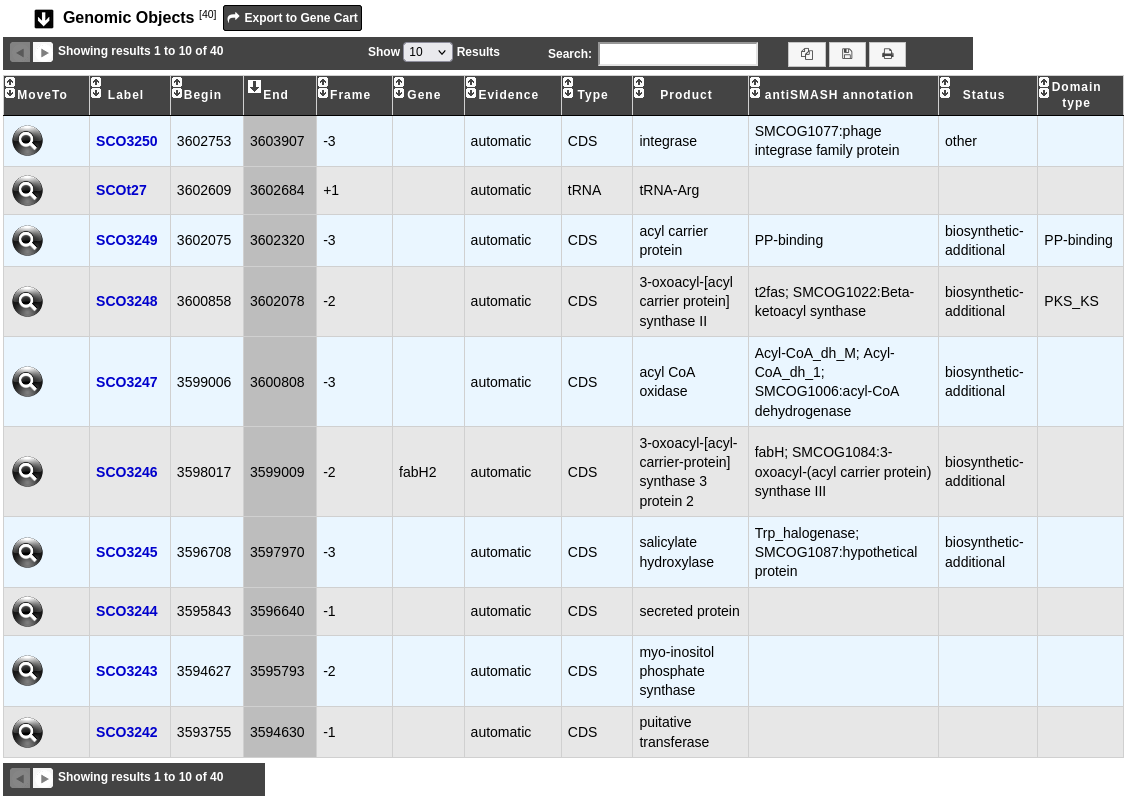 Genomic Objects [40] Export to Gene Cart
Showing results 1 to 10 of 40 Show 10 Results Search:
MoveTo Label Begin End Frame Gene Evidence Type Product antiSMASH annotation Status Domain type
SCO3250 3602753 3603907 -3 automatic CDS integrase SMCOG1077:phage integrase family protein other
SCOt27 3602609 3602684 +1 automatic tRNA tRNA-Arg
SCO3249 3602075 3602320 -3 automatic CDS acyl carrier protein PP-binding biosynthetic-additional PP-binding
SCO3248 3600858 3602078 -2 automatic CDS 3-oxoacyl-[acyl carrier protein] synthase II t2fas; SMCOG1022:Beta-ketoacyl synthase biosynthetic-additional PKS_KS
SCO3247 3599006 3600808 -3 automatic CDS acyl CoA oxidase Acyl-CoA_dh_M; Acyl-CoA_dh_1; SMCOG1006:acyl-CoA dehydrogenase biosynthetic-additional
SCO3246 3598017 3599009 -2 fabH2 automatic CDS 3-oxoacyl-[acyl-carrier-protein] synthase 3 protein 2 fabH; SMCOG1084:3-oxoacyl-(acyl carrier protein) synthase III biosynthetic-additional
SCO3245 3596708 3597970 -3 automatic CDS salicylate hydroxylase Trp_halogenase; SMCOG1087:hypothetical protein biosynthetic-additional
SCO3244 3595843 3596640 -1 automatic CDS secreted protein
SCO3243 3594627 3595793 -2 automatic CDS myo-inositol phosphate synthase
SCO3242 3593755 3594630 -1 automatic CDS puitative transferase
Showing results 1 to 10 of 40